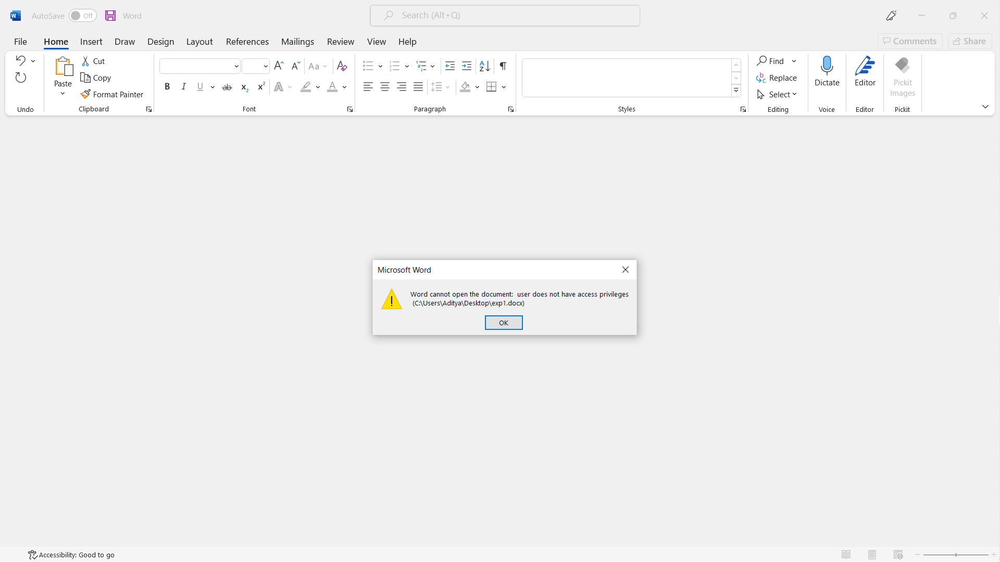 AutoSave Off Word Search (Alt+Q)
File Home Insert Draw Design Layout References Mailings Review View Help Comments Share
Paste Cut
Copy
Format Painter
Find
Replace
Select
Dictate Editor Pickit
Images
Undo Clipboard Font Paragraph Styles Editing Voice Editor Pickit
Microsoft Word
Word cannot open the document:  user does not have access privileges
(C:\Users\Aditya\Desktop\exp1.docx)
OK
Accessibility: Good to go